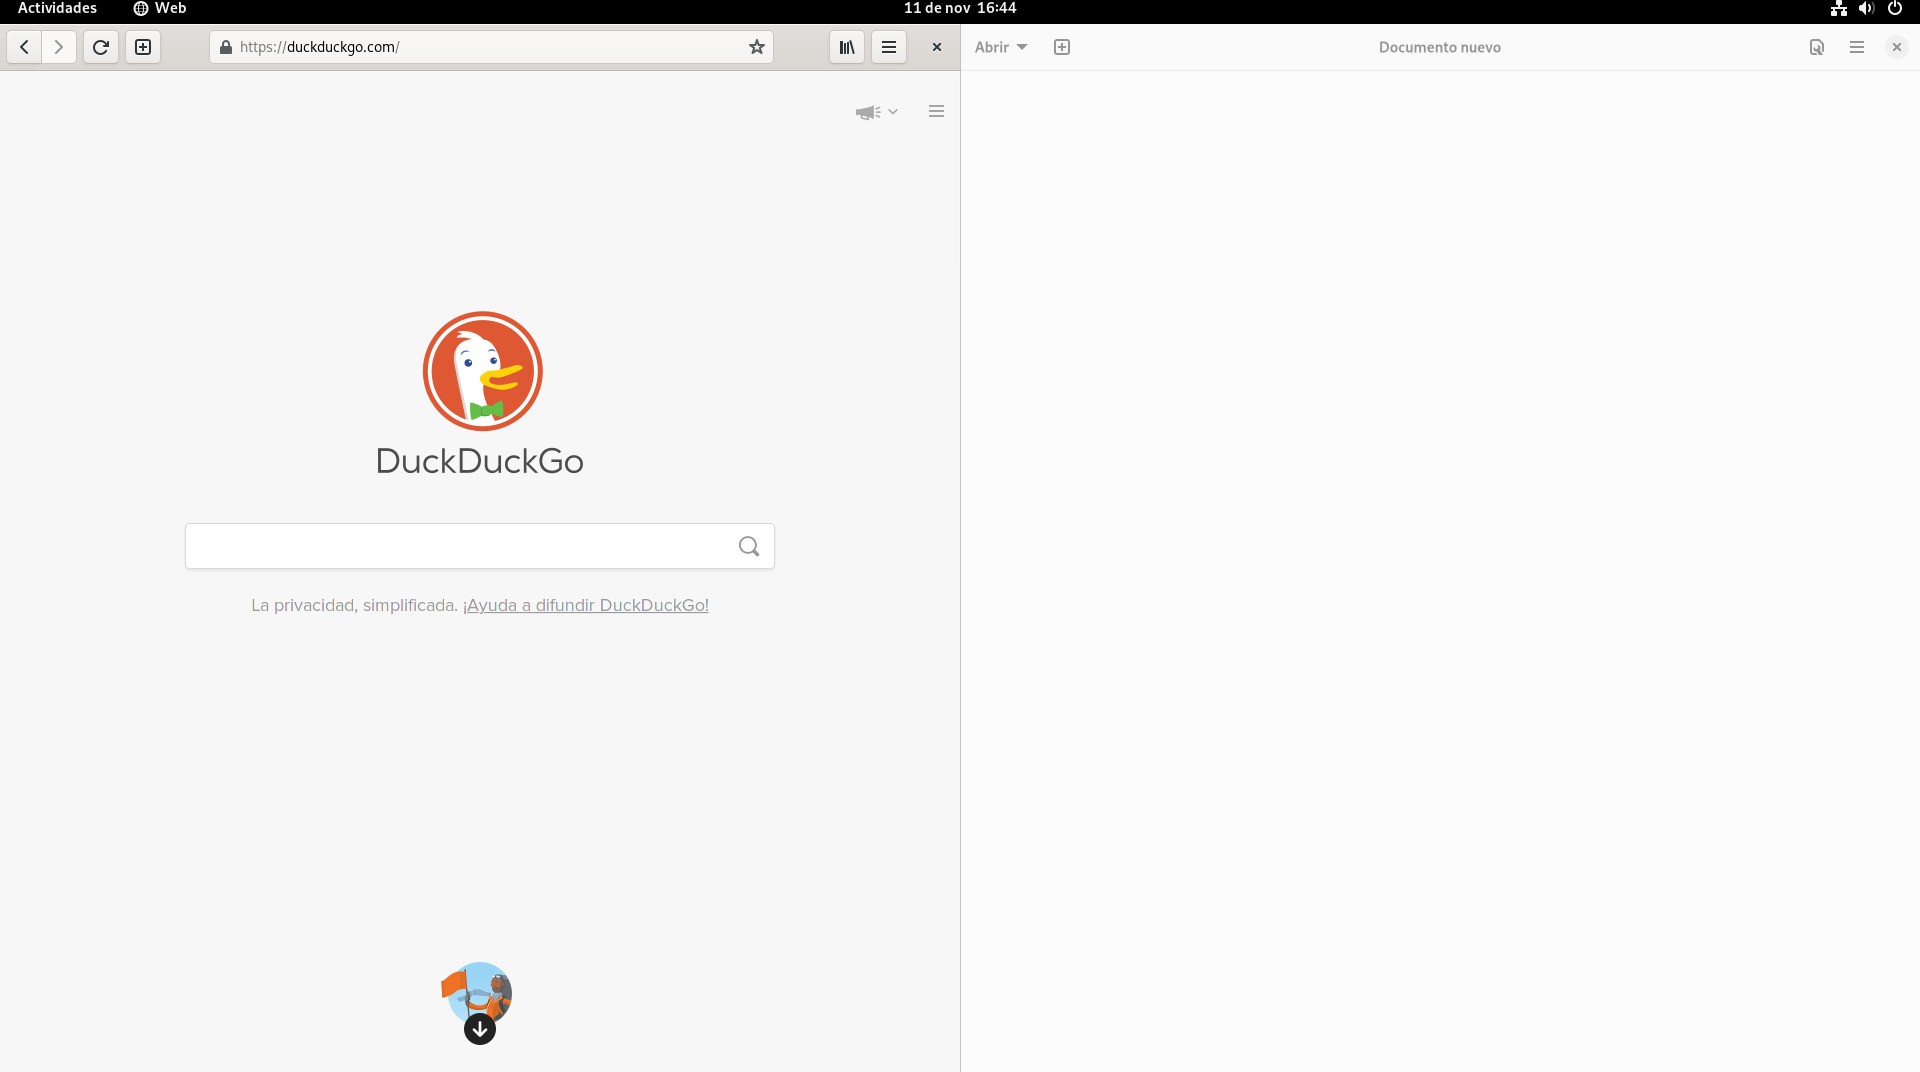 Actividades
Web
11 de nov 16:44
https://duckduckgo.com/
Abrir
Documento nuevo
DuckDuckGo
La privacidad, simplificada. ¡Ayuda a difundir DuckDuckGo!